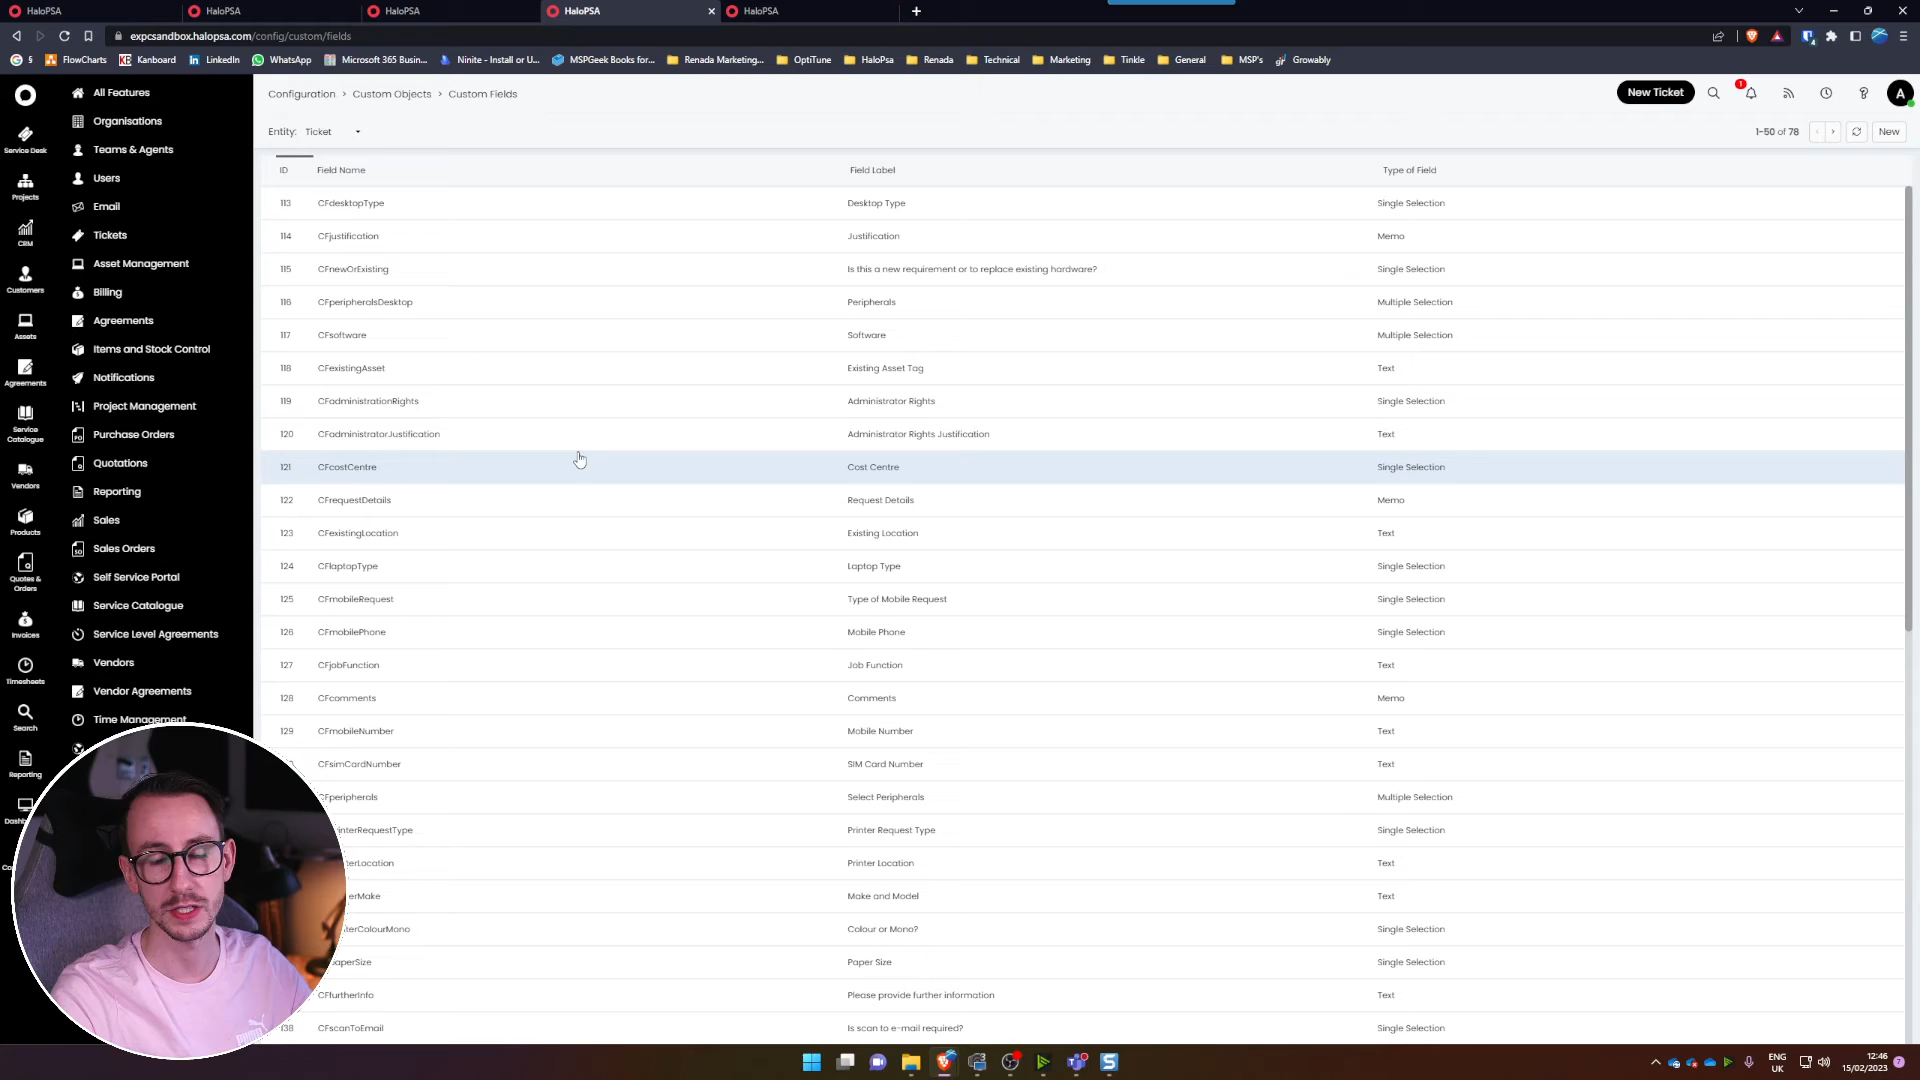 HaloPSA
HaloPSA
HaloPSA
HaloPSA
HaloPSA
expcsandbox.halopsa.com/config/custom/fields
FlowCharts
Kanboard
LinkedIn
WhatsApp
Microsoft 365 Busin...
Ninite - Install or U...
MSPGeek Books for...
Renada Marketing...
OptiTune
HaloPsa
Renada
Technical
Marketing
Tinkle
General
MSP's
Growably
Service Desk
Projects
CRM
Customers
Assets
Agreements
Service Catalogue
Vendors
Products
Quotes & Orders
Invoices
Timesheets
Search
Reporting
All Features
Organisations
Teams & Agents
Users
Email
Tickets
Asset Management
Billing
Agreements
Items and Stock Control
Notifications
Project Management
Purchase Orders
Quotations
Reporting
Sales
Sales Orders
Self Service Portal
Service Catalogue
Service Level Agreements
Vendors
Vendor Agreements
Time Management
Configuration > Custom Objects > Custom Fields
New Ticket
1
A
Entity: Ticket
1-50 of 78
New
ID Field Name Field Label Type of Field
113 CFdesktopType Desktop Type Single Selection
114 CFjustification Justification Memo
115 CFnewOrExisting Is this a new requirement or to replace existing hardware? Single Selection
116 CFperipheralsDesktop Peripherals Multiple Selection
117 CFsoftware Software Multiple Selection
118 CFexistingAsset Existing Asset Tag Text
119 CFadministrationRights Administrator Rights Single Selection
120 CFadministratorJustification Administrator Rights Justification Text
121 CFcostCentre Cost Centre Single Selection
122 CFrequestDetails Request Details Memo
123 CFexistingLocation Existing Location Text
124 CFlaptopType Laptop Type Single Selection
125 CFmobileRequest Type of Mobile Request Single Selection
126 CFmobilePhone Mobile Phone Single Selection
127 CFjobFunction Job Function Text
128 CFcomments Comments Memo
129 CFmobileNumber Mobile Number Text
CFsimCardNumber SIM Card Number Text
CFperipherals Select Peripherals Multiple Selection
interRequestType Printer Request Type Single Selection
terLocation Printer Location Text
erMake Make and Model Text
terColourMono Colour or Mono? Single Selection
aperSize Paper Size Single Selection
CFfurtherInfo Please provide further information Text
138 CFscanToEmail Is scan to e-mail required? Single Selection
ENG
UK
12:46
15/02/2023
7